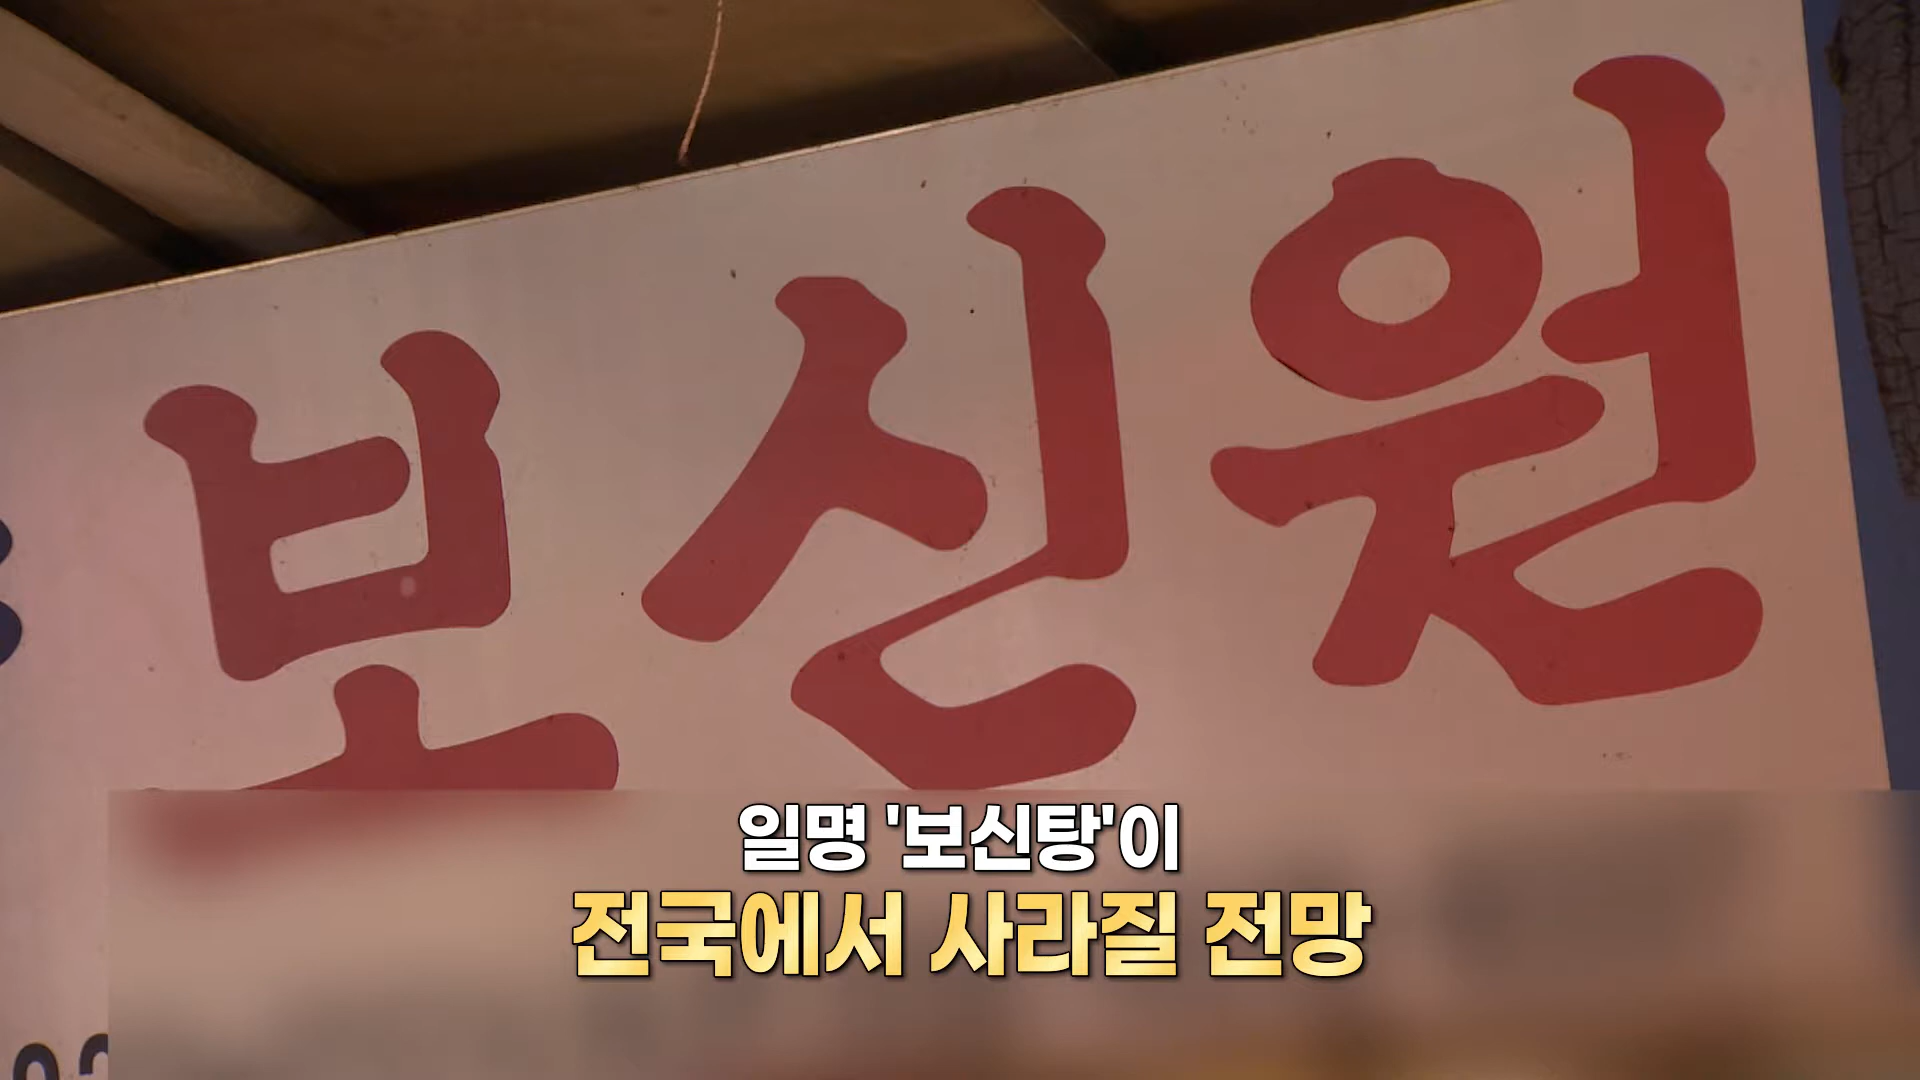 보신원
일명 '보신탕'이
전국에서 사라질 전망